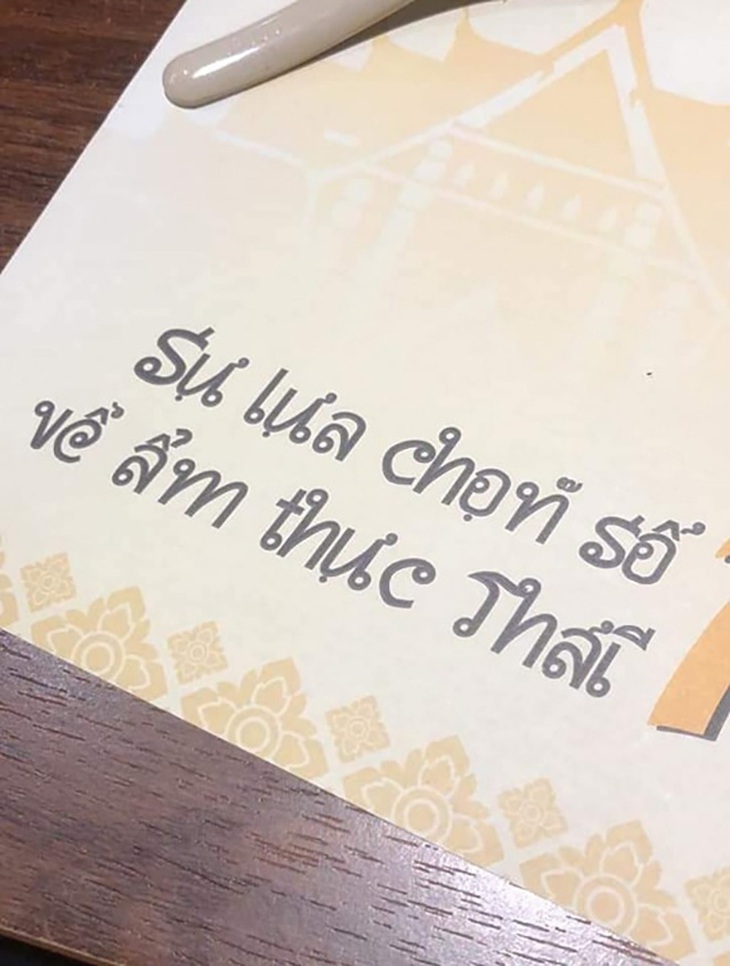 Sự lựa chọn số
về ẩm thực Thái